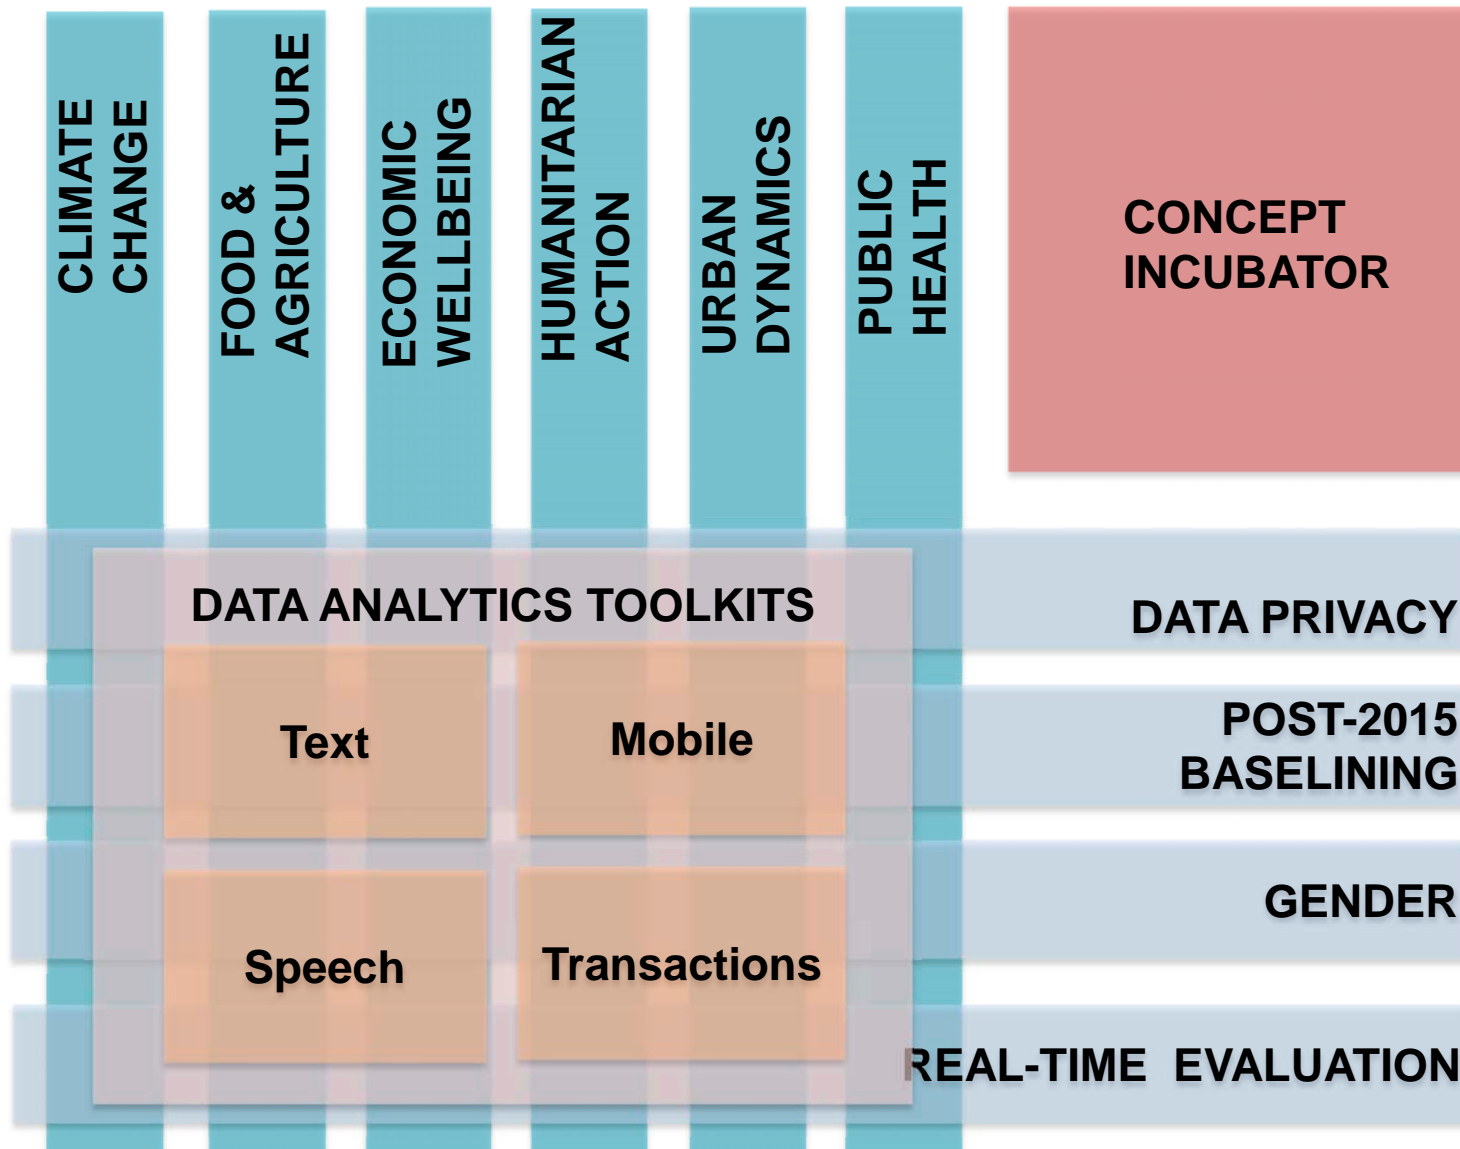 CLIMATE
CHANGE
FOOD &
AGRICULTURE
ECONOMIC
WELLBEING
HUMANITARIAN
ACTION
URBAN
DYNAMICS
PUBLIC
HEALTH
CONCEPT
INCUBATOR
DATA ANALYTICS TOOLKITS
DATA PRIVACY
Text
Mobile
POST-2015
BASELINING
GENDER
Speech
Transactions
REAL-TIME EVALUATION